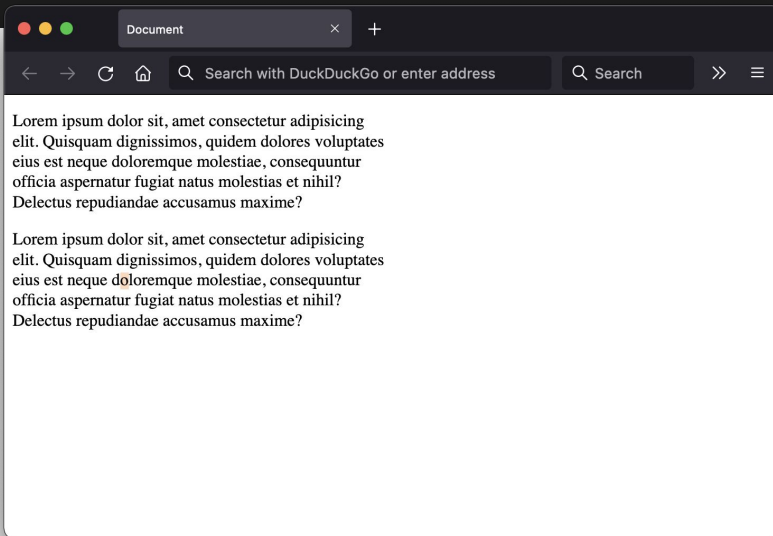 Document
Search with DuckDuckGo or enter address
Search
Lorem ipsum dolor sit, amet consectetur adipisicing
elit. Quisquam dignissimos, quidem dolores voluptates
eius est neque doloremque molestiae, consequuntur
officia aspernatur fugiat natus molestias et nihil?
Delectus repudiandae accusamus maxime?
Lorem ipsum dolor sit, amet consectetur adipisicing
elit. Quisquam dignissimos, quidem dolores voluptates
eius est neque doloremque molestiae, consequuntur
officia aspernatur fugiat natus molestias et nihil?
Delectus repudiandae accusamus maxime?